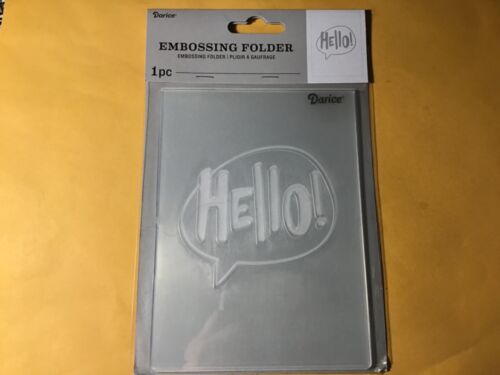 Darice
Hello!
EMBOSSING FOLDER
EMBOSSING FOLDER | PLIOIR À GAUFRAGE
1pc
Darice
HELLO!